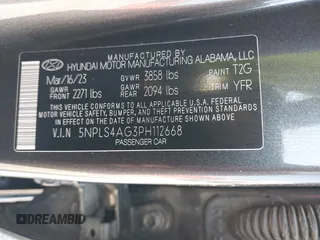 MANUFACTURED BY
HYUNDAI MOTOR MANUFACTURING ALABAMA, LLC
Mar/16/23 GVWR 3858 lbs PAINT T2G
GAWR FRONT 2271 lbs GAWR REAR 2094 lbs TRIM YFR
THIS VEHICLE CONFORMS TO ALL APPLICABLE U.S. FEDERAL MOTOR
VEHICLE SAFETY, BUMPER, AND THEFT PREVENTION STANDARDS IN
EFFECT ON THE DATE OF MANUFACTURE SHOWN ABOVE.
V.I.N 5NPLS4AG3PH112668
PASSENGER CAR
DREAMBID